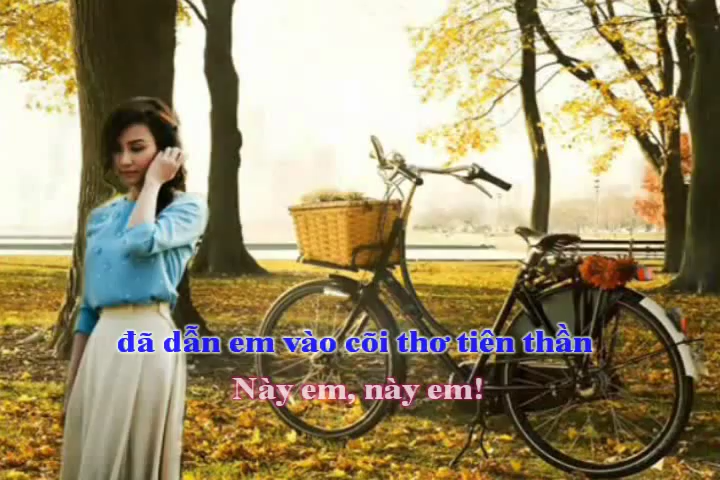 đã dẫn em vào cõi thơ tiên thần
Này em, này em!